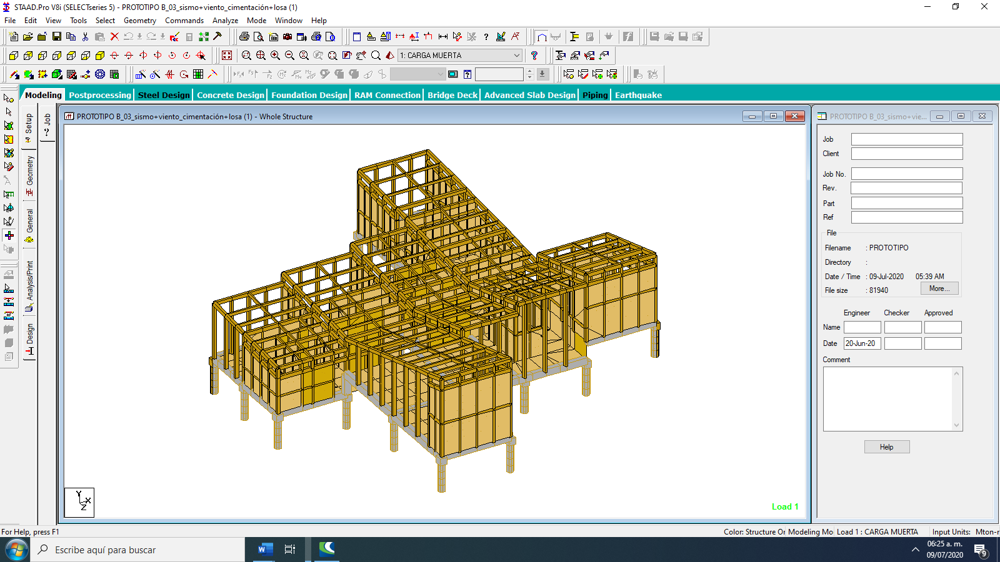 STAAD.Pro V8i (SELECTseries 5) - PROTOTIPO B_03_sismo+viento_cimentación+losa (1)
File Edit View Tools Select Geometry Commands Analyze Mode Window Help
1: CARGA MUERTA
Modeling Postprocessing Steel Design Concrete Design Foundation Design RAM Connection Bridge Deck Advanced Slab Design Piping Earthquake
Setup
Geometry
General
Analysis/Print
Design
Job
PROTOTIPO B_03_sismo+viento_cimentación+losa (1) - Whole Structure
Y
X
Z
Load 1
PROTOTIPO B_03_sismo+vie...
Job
Client
Job No.
Rev.
Part
Ref
File
Filename : PROTOTIPO
Directory :
Date / Time : 09-Jul-2020 05:39 AM
File size : 81940 More...
Engineer Checker Approved
Name
Date 20-Jun-20
Comment
Help
For Help, press F1
Color: Structure Or Modeling Mo Load 1 : CARGA MUERTA Input Units: Mton-r
Escribe aquí para buscar
06:25 a. m.
09/07/2020
9